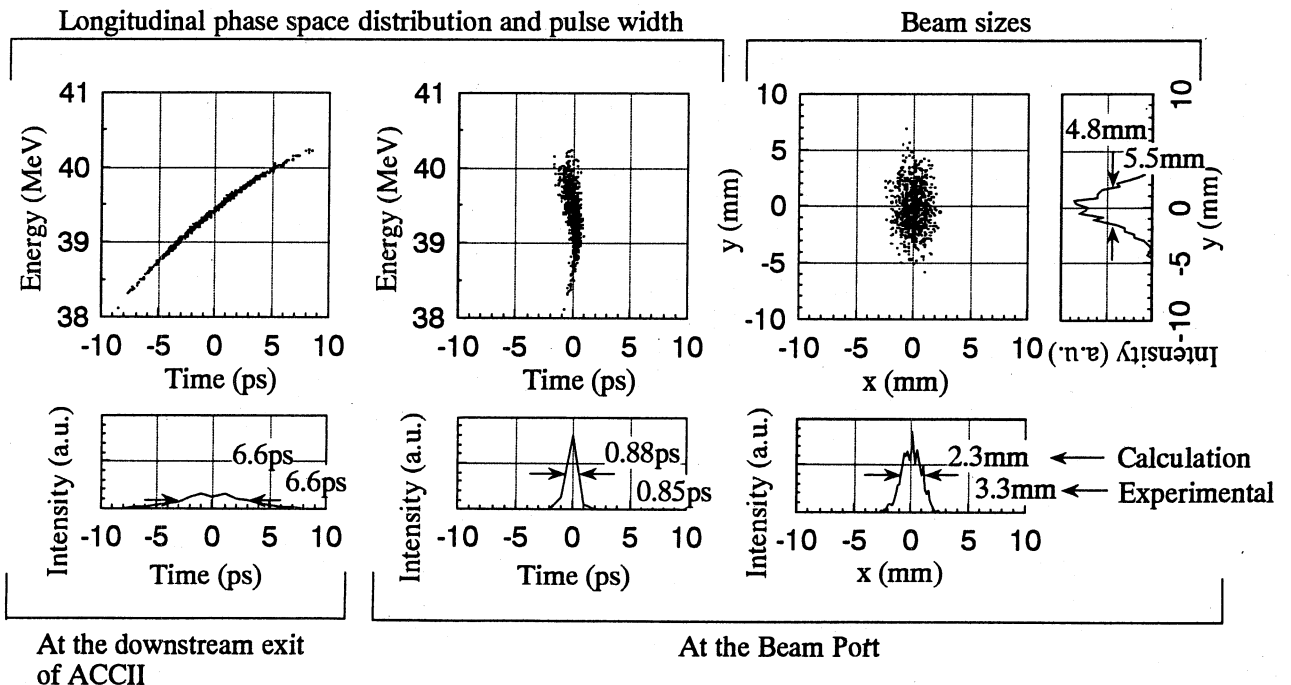 Longitudinal phase space distribution and pulse width
Beam sizes
Energy (MeV)
41
40
39
38
-10 -5 0 5 10
Time (ps)
Energy (MeV)
41
40
39
38
-10 -5 0 5 10
Time (ps)
y (mm)
10
5
0
-5
-10
-10 -5 0 5 10
x (mm)
4.8mm
5.5mm
10
0
-5
-10
y (mm)
Intensity (a.u.)
Intensity (a.u.)
6.6ps
6.6ps
-10 -5 0 5 10
Time (ps)
Intensity (a.u.)
0.88ps
0.85ps
-10 -5 0 5 10
Time (ps)
Intensity (a.u.)
2.3mm
Calculation
3.3mm
Experimental
-10 -5 0 5 10
x (mm)
At the downstream exit
of ACCII
At the Beam Port